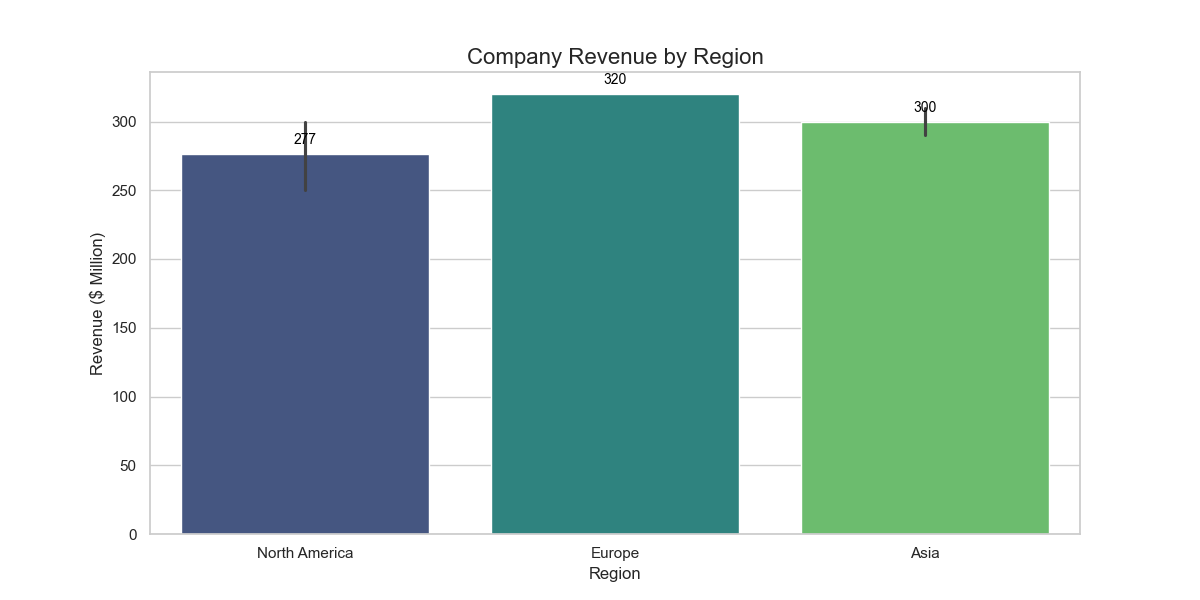 Company Revenue by Region
Revenue ($ Million)
300
250
200
150
100
50
0
277
320
300
North America
Europe
Asia
Region